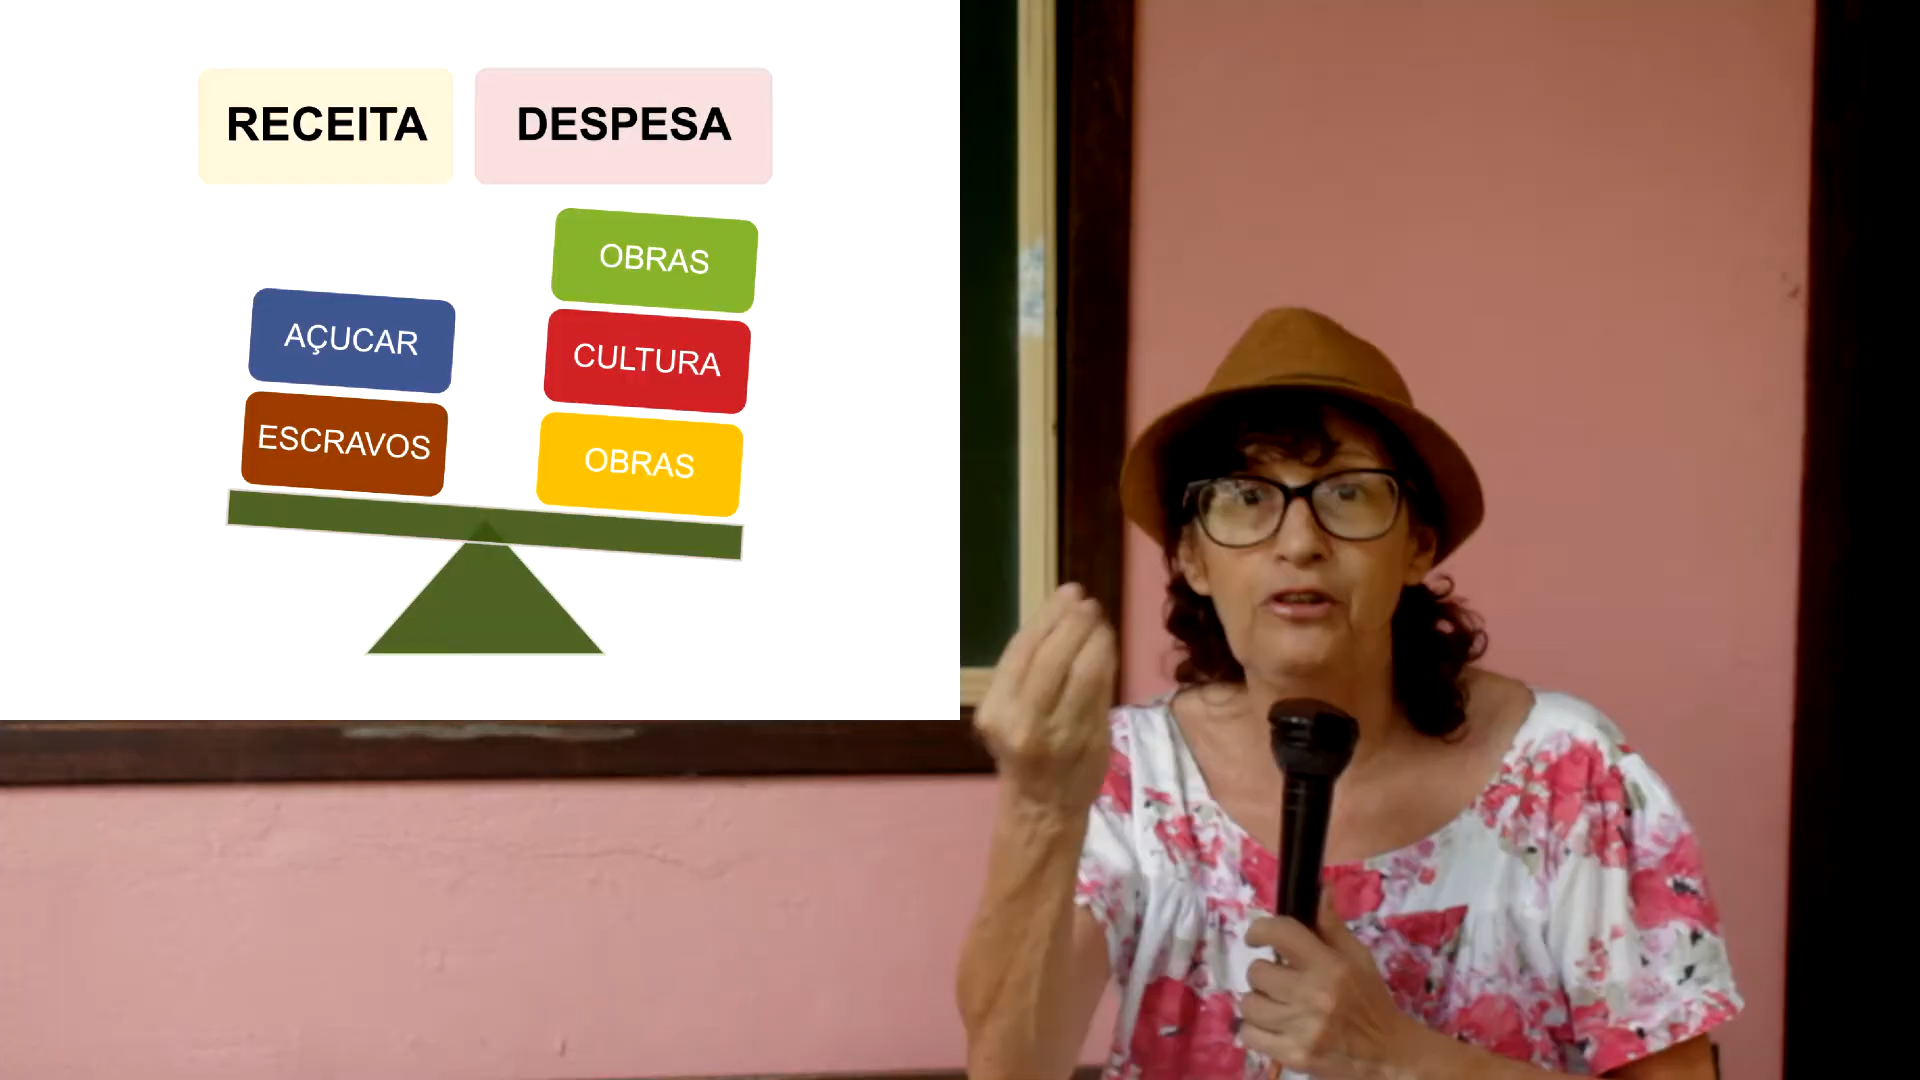 RECEITA
DESPESA
AÇUCAR
ESCRAVOS
OBRAS
CULTURA
OBRAS